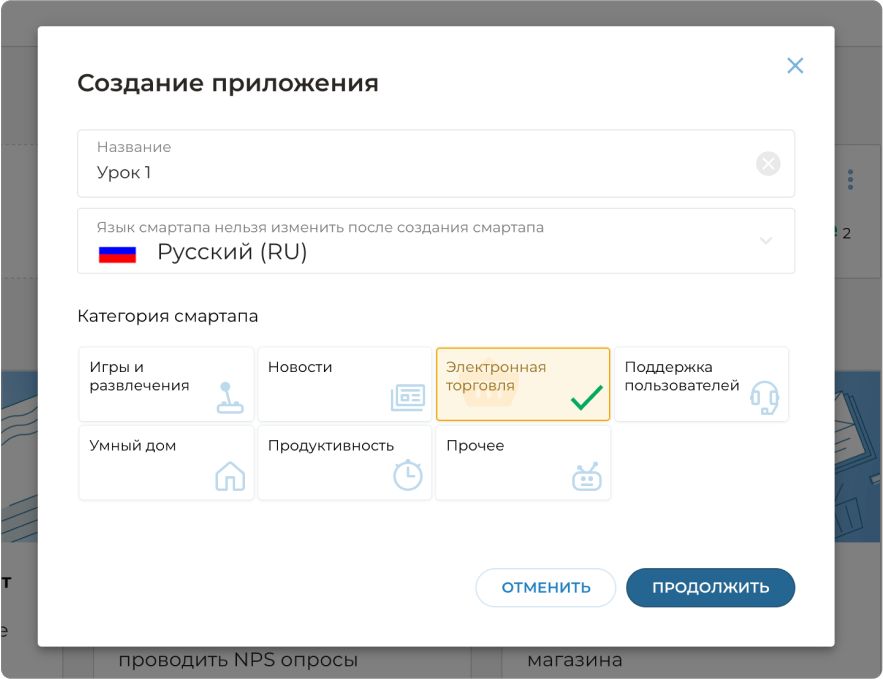 Создание приложения
Название
Урок 1
Язык смартапа нельзя изменить после создания смартапа
Русский (RU)
2
Категория смартапа
Игры и
развлечения
Новости
Электронная
торговля
Поддержка
пользователей
Умный дом
Продуктивность
Прочее
ОТМЕНИТЬ
ПРОДОЛЖИТЬ
т
е
проводить NPS опросы
магазина